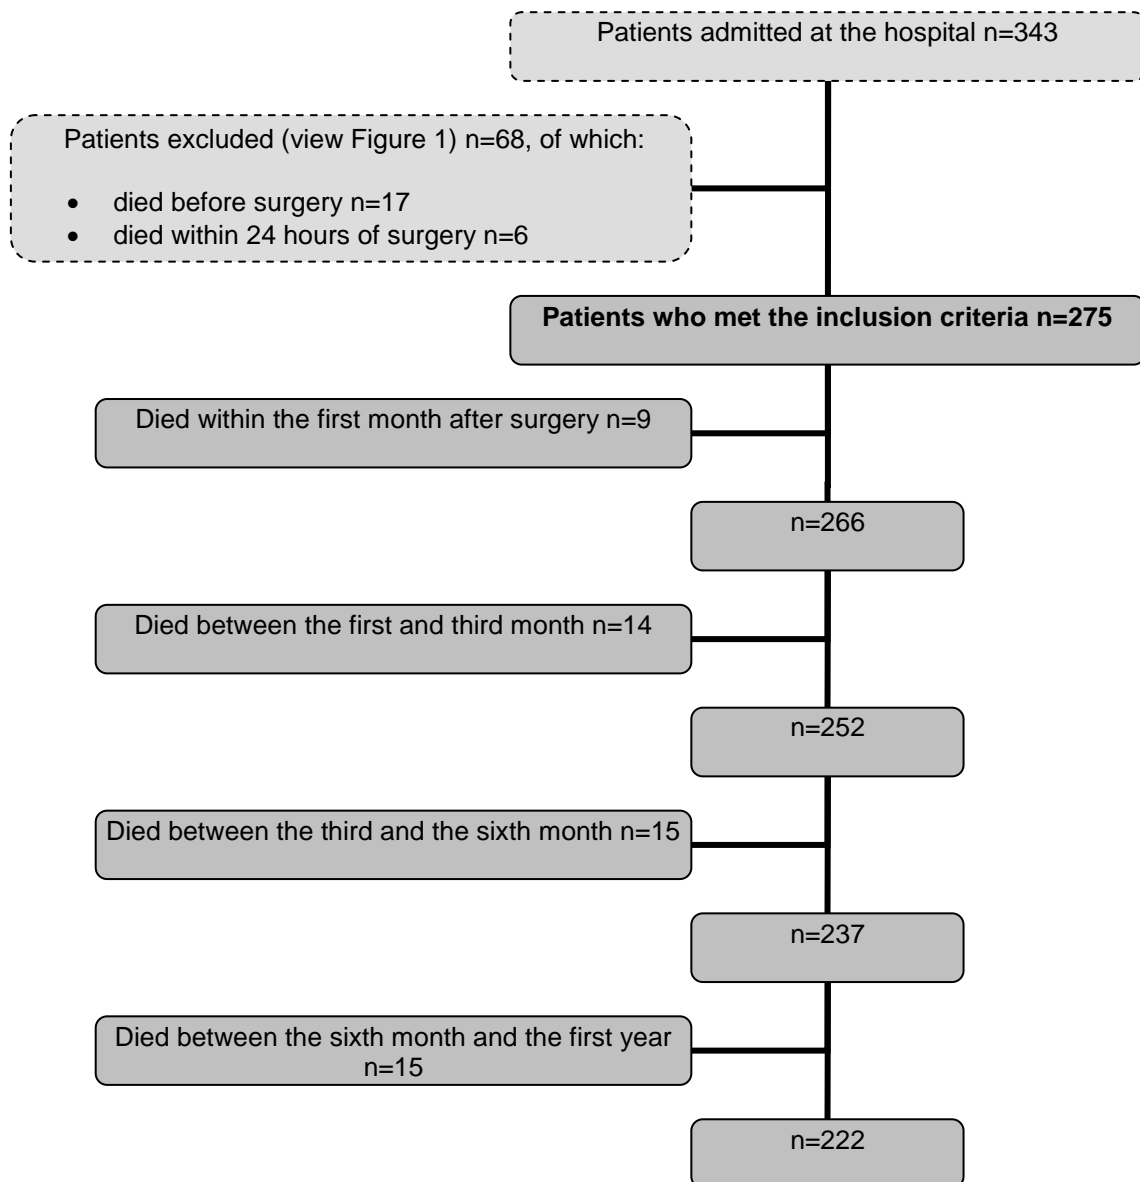 Patients admitted at the hospital n=343
Patients excluded (view Figure 1) n=68, of which:
• died before surgery n=17
• died within 24 hours of surgery n=6
Patients who met the inclusion criteria n=275
Died within the first month after surgery n=9
n=266
Died between the first and third month n=14
n=252
Died between the third and the sixth month n=15
n=237
Died between the sixth month and the first year
n=15
n=222